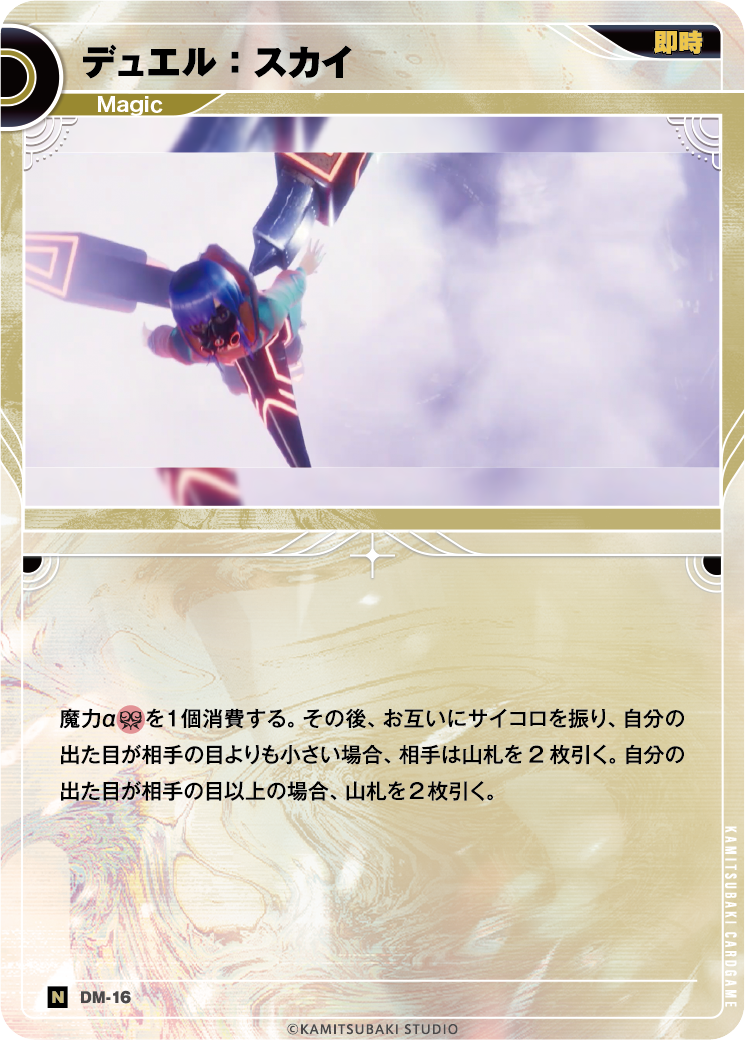 デュエル：スカイ
即時
Magic
魔力α を1個消費する。その後、お互いにサイコロを振り、自分の
出た目が相手の目よりも小さい場合、相手は山札を2枚引く。自分の
出た目が相手の目以上の場合、山札を2枚引く。
KAMITSUBAKI CARDGAME
N DM-16
©KAMITSUBAKI STUDIO